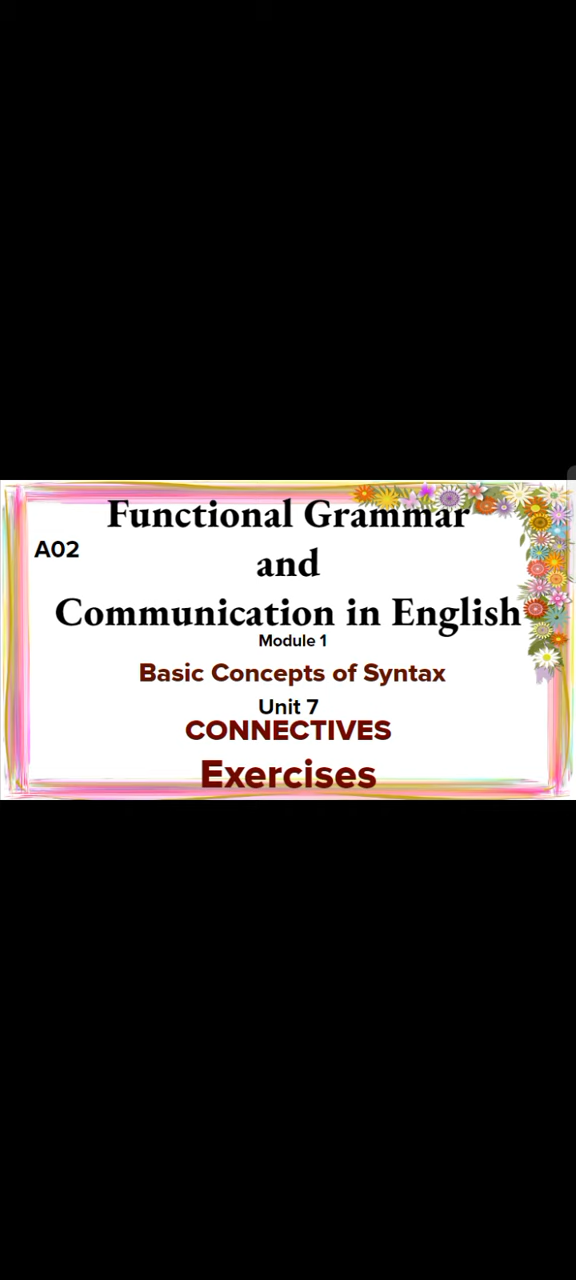 Functional Grammar
A02
and
Communication in English
Module 1
Basic Concepts of Syntax
Unit 7
CONNECTIVES
Exercises